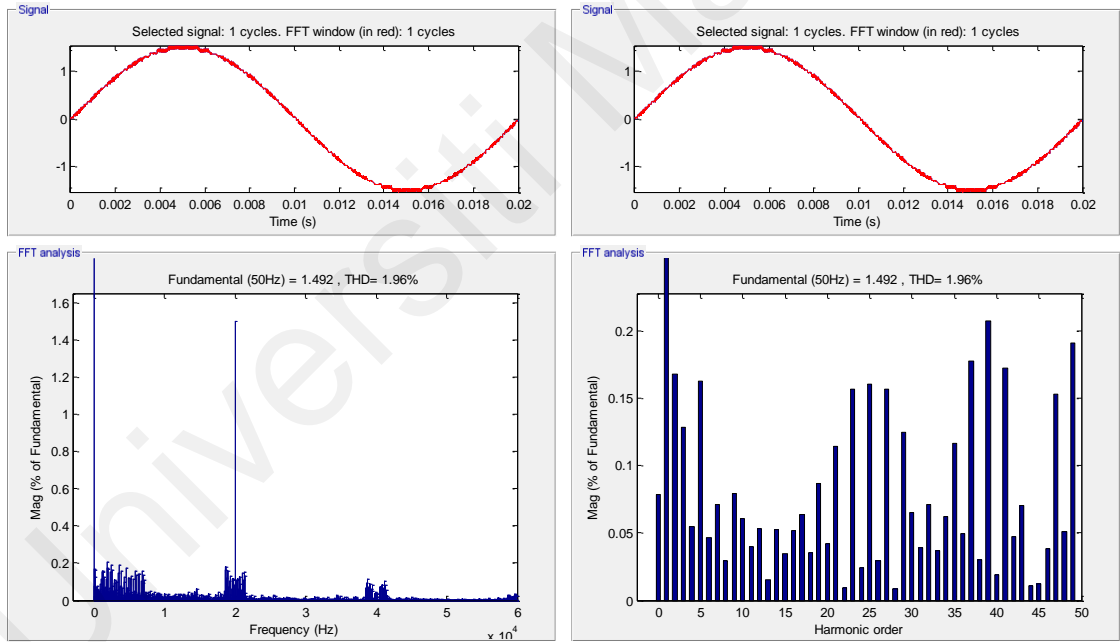 Signal
Selected signal: 1 cycles. FFT window (in red): 1 cycles
1
0
-1
0 0.002 0.004 0.006 0.008 0.01 0.012 0.014 0.016 0.018 0.02
Time (s)
Signal
Selected signal: 1 cycles. FFT window (in red): 1 cycles
1
0
-1
0 0.002 0.004 0.006 0.008 0.01 0.012 0.014 0.016 0.018 0.02
Time (s)
FFT analysis
Fundamental (50Hz) = 1.492 , THD= 1.96%
Mag (% of Fundamental)
1.6
1.4
1.2
1
0.8
0.6
0.4
0.2
0
0 1 2 3 4 5 6
x 10^4
Frequency (Hz)
FFT analysis
Fundamental (50Hz) = 1.492 , THD= 1.96%
Mag (% of Fundamental)
0.2
0.15
0.1
0.05
0
0 5 10 15 20 25 30 35 40 45 50
Harmonic order
Universiti